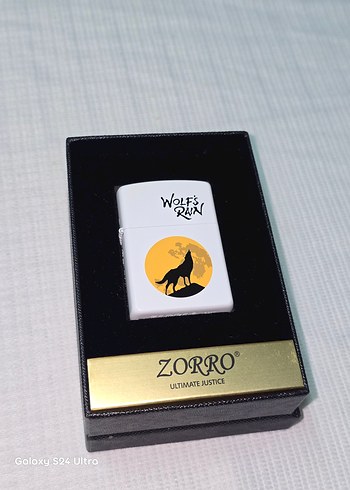 WOLF'S
RAIN
ZORRO®
ULTIMATE JUSTICE
Galaxy S24 Ultra